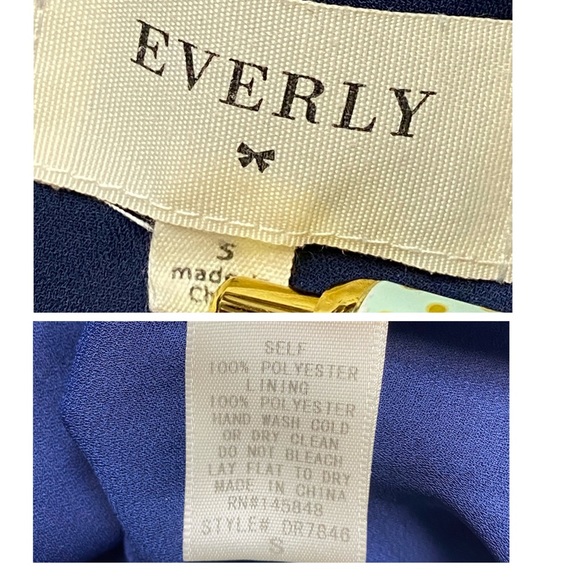 EVERLY
S
made
SELF
100% POLYESTER
LINING
100% POLYESTER
HAND WASH COLD
OR DRY CLEAN
DO NOT BLEACH
LAY FLAT TO DRY
MADE IN CHINA
RN#145848
STYLE# DR7846
S